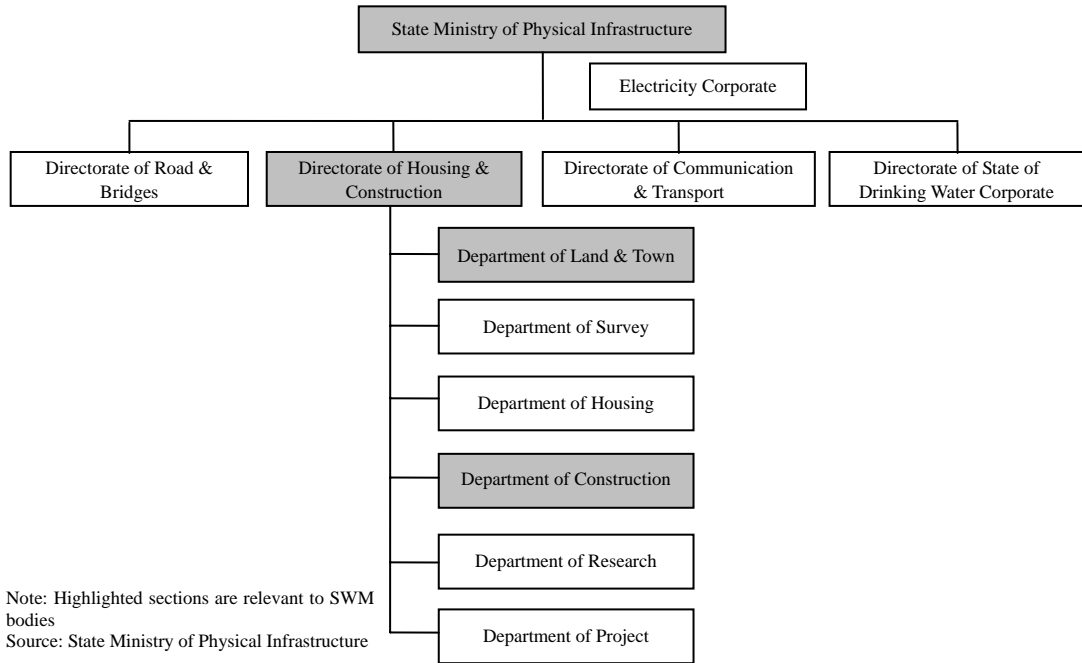 State Ministry of Physical Infrastructure
Electricity Corporate
Directorate of Road &
Bridges
Directorate of Housing &
Construction
Directorate of Communication
& Transport
Directorate of State of
Drinking Water Corporate
Department of Land & Town
Department of Survey
Department of Housing
Department of Construction
Department of Research
Department of Project
Note: Highlighted sections are relevant to SWM
bodies
Source: State Ministry of Physical Infrastructure